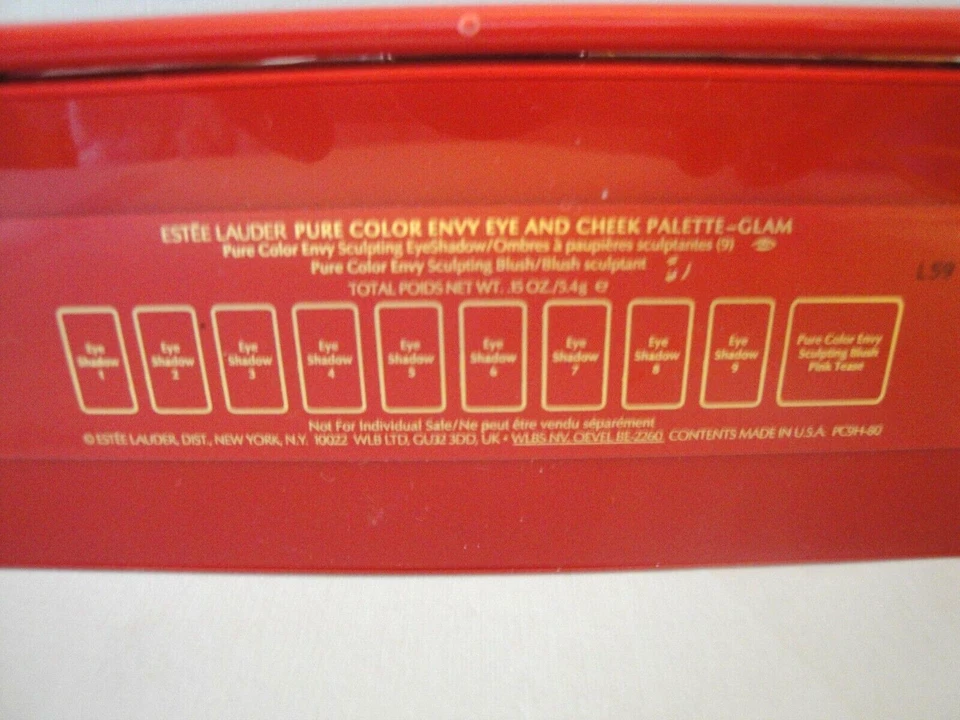 ESTĒE LAUDER PURE COLOR ENVY EYE AND CHEEK PALETTE-GLAM
Pure Color Envy Sculpting EyeShadow/Ombres à paupières sculptantes (9)
Pure Color Envy Sculpting Blush/Blush sculptant
TOTAL POIDS NET WT. .15 OZ./5.4g e
L59
Eye
Shadow
1
Eye
Shadow
2
Eye
Shadow
3
Eye
Shadow
4
Eye
Shadow
5
Eye
Shadow
6
Eye
Shadow
7
Eye
Shadow
8
Eye
Shadow
9
Pure Color Envy
Sculpting Blush
Pink Tease
Not For Individual Sale/Ne peut être vendu séparément
© ESTĒE LAUDER, DIST., NEW YORK, N.Y. 10022 WLB LTD, GU32 3DD, UK • WLBS NV, OEVEL BE-2260 CONTENTS MADE IN U.S.A. PC9H-80